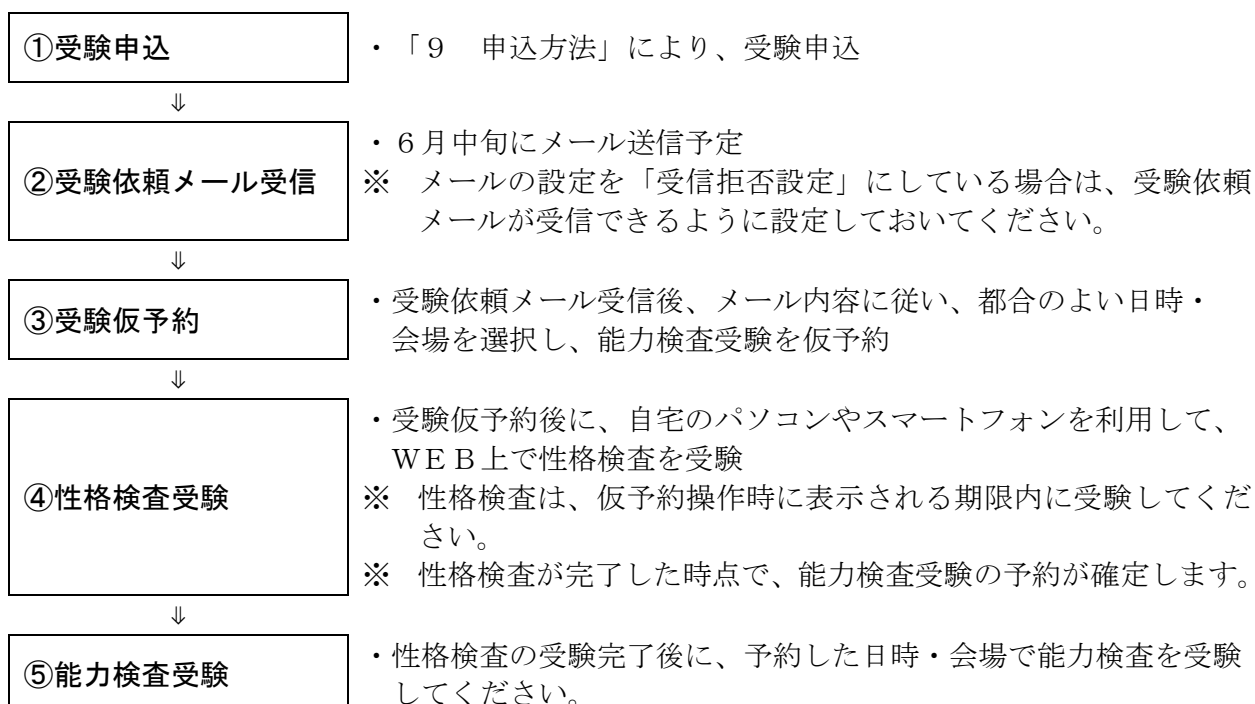 ①受験申込
・「９　申込方法」により、受験申込
⇓
②受験依頼メール受信
・６月中旬にメール送信予定
※　メールの設定を「受信拒否設定」にしている場合は、受験依頼
メールが受信できるように設定しておいてください。
⇓
③受験仮予約
・受験依頼メール受信後、メール内容に従い、都合のよい日時・
会場を選択し、能力検査受験を仮予約
⇓
④性格検査受験
・受験仮予約後に、自宅のパソコンやスマートフォンを利用して、
ＷＥＢ上で性格検査を受験
※　性格検査は、仮予約操作時に表示される期限内に受験してくだ
さい。
※　性格検査が完了した時点で、能力検査受験の予約が確定します。
⇓
⑤能力検査受験
・性格検査の受験完了後に、予約した日時・会場で能力検査を受験
してください。